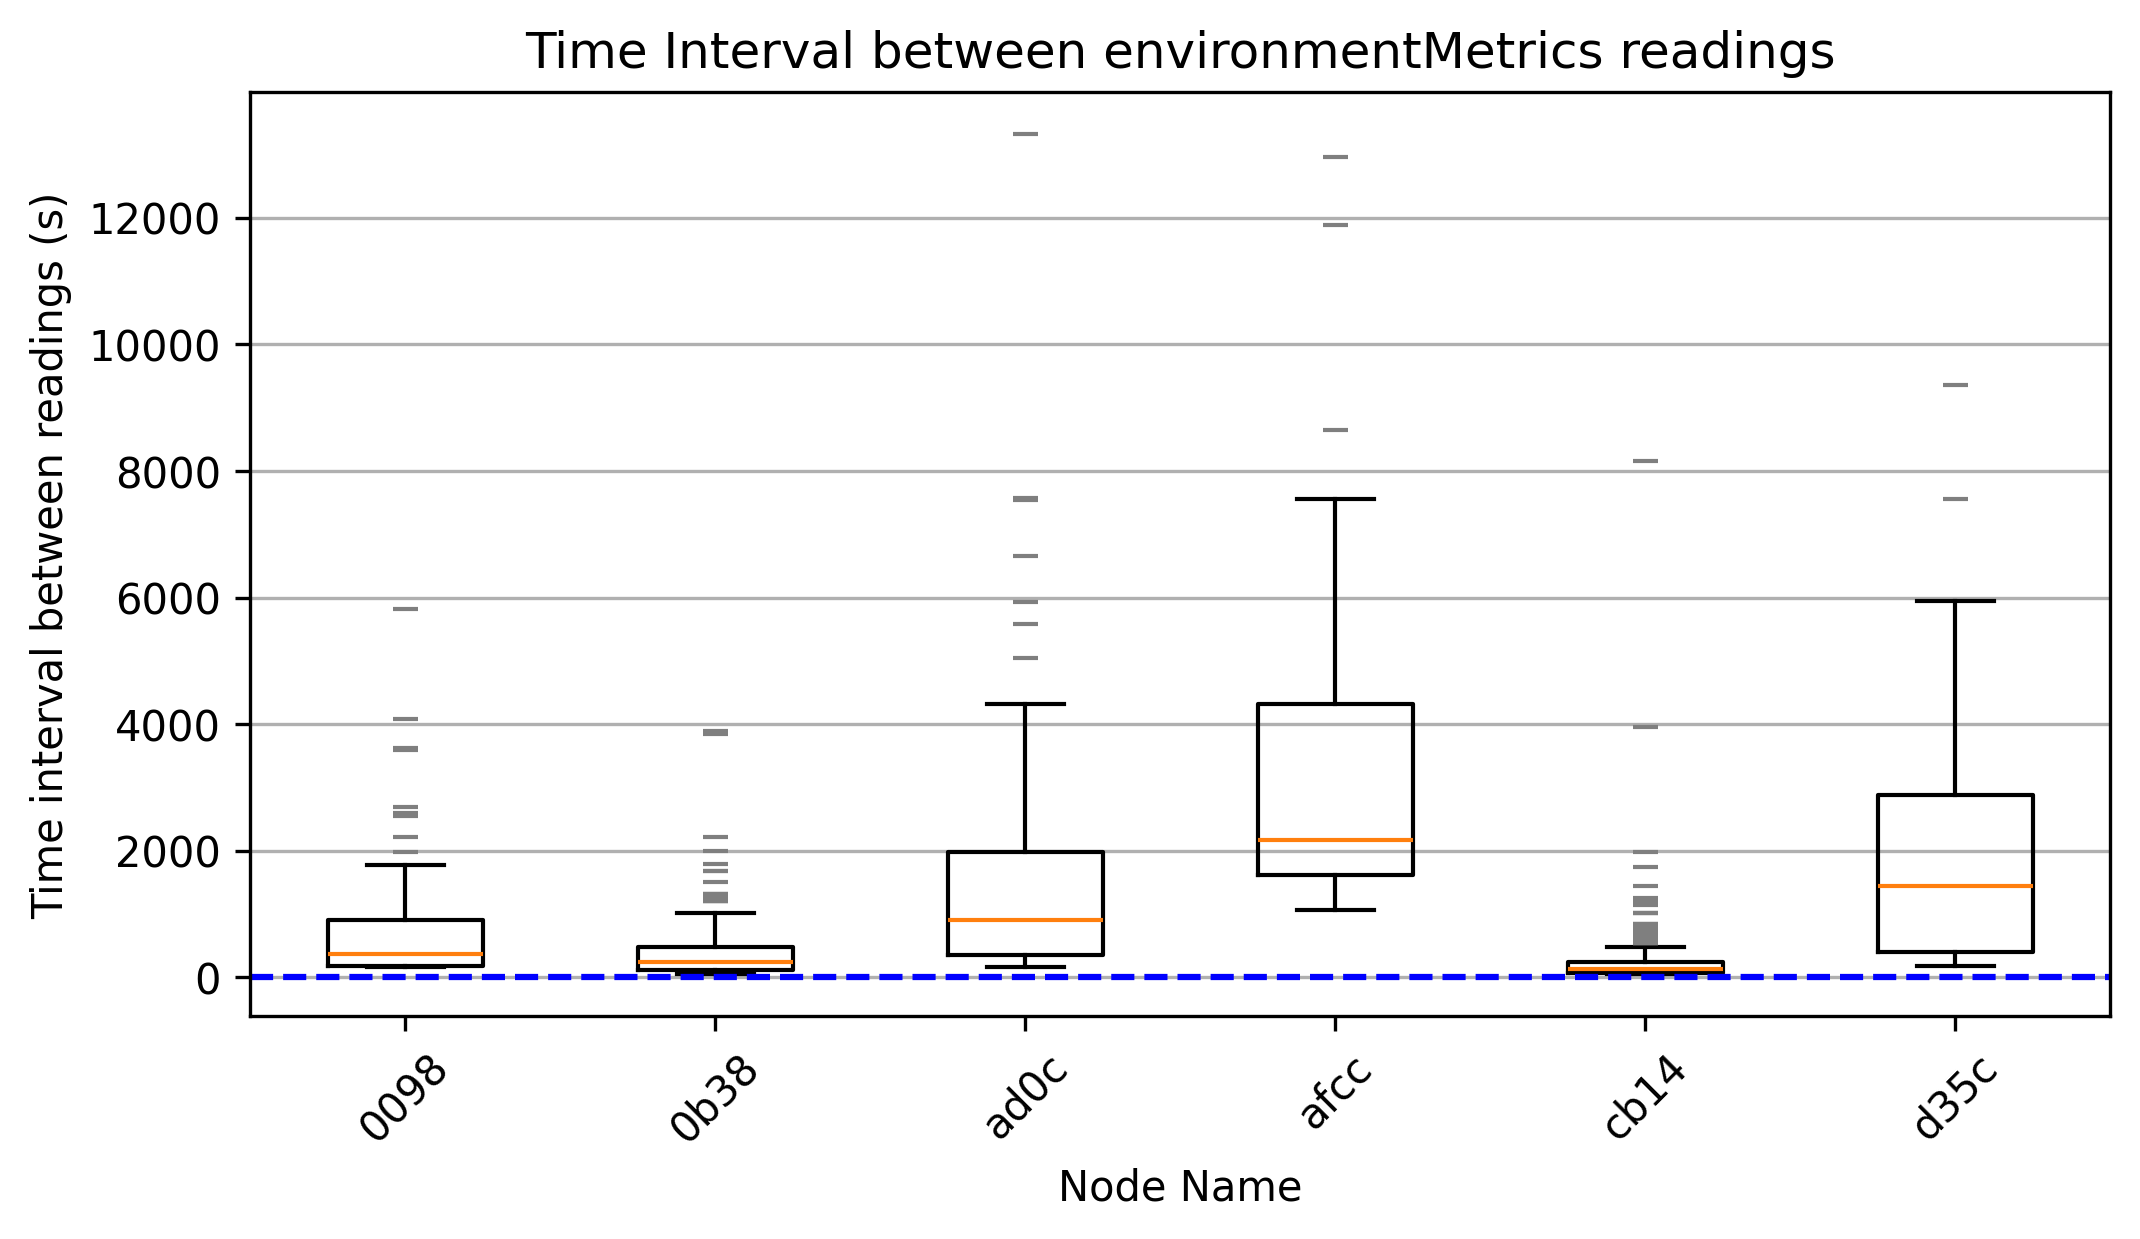 Time Interval between environmentMetrics readings
Time interval between readings (s)
12000
10000
8000
6000
4000
2000
0
0098
0b38
ad0c
afcc
cb14
d35c
Node Name